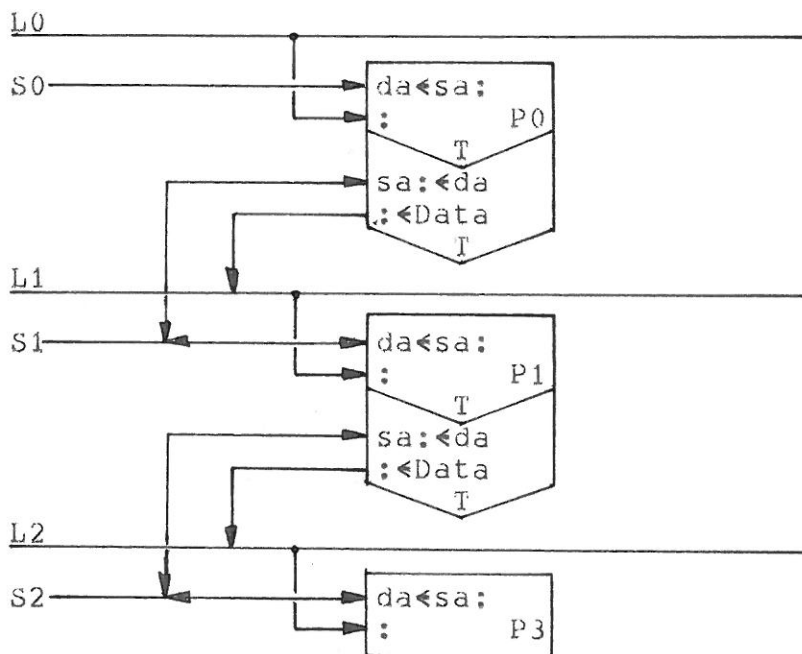 L0
S0
da<sa:
: P0
T
sa:<da
:<Data
T
L1
S1
da<sa:
: P1
T
sa:<da
:<Data
T
L2
S2
da<sa:
: P3